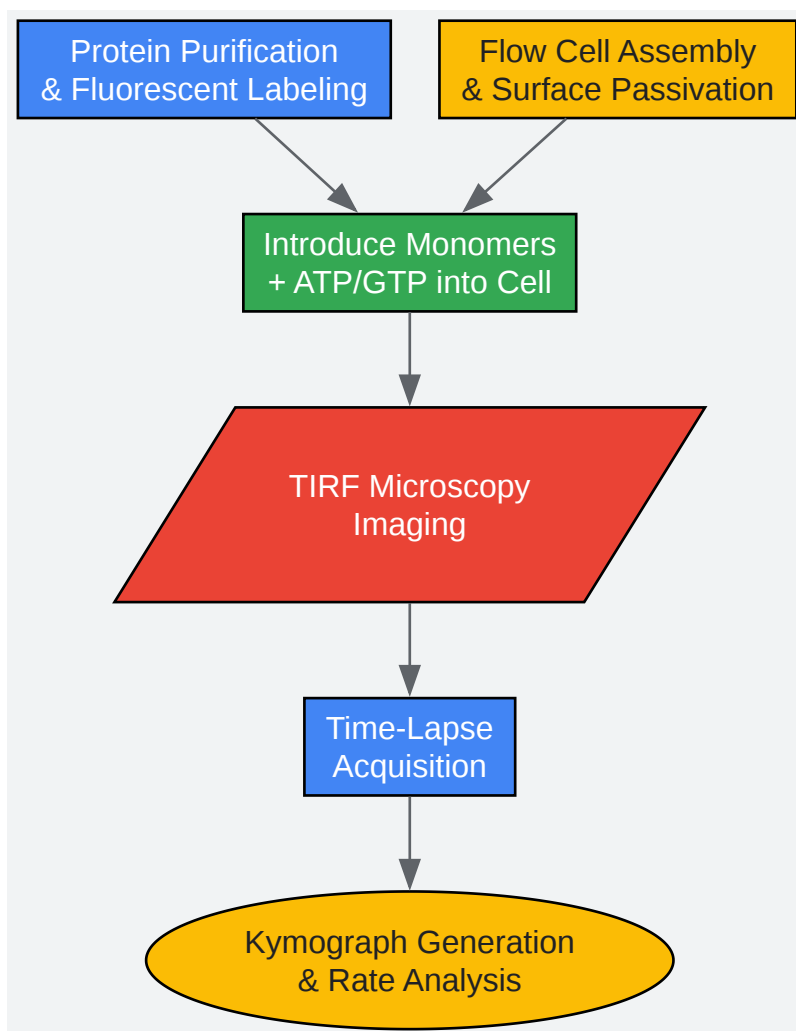 Protein Purification
& Fluorescent Labeling
Flow Cell Assembly
& Surface Passivation
Introduce Monomers
+ ATP/GTP into Cell
TIRF Microscopy
Imaging
Time-Lapse
Acquisition
Kymograph Generation
& Rate Analysis